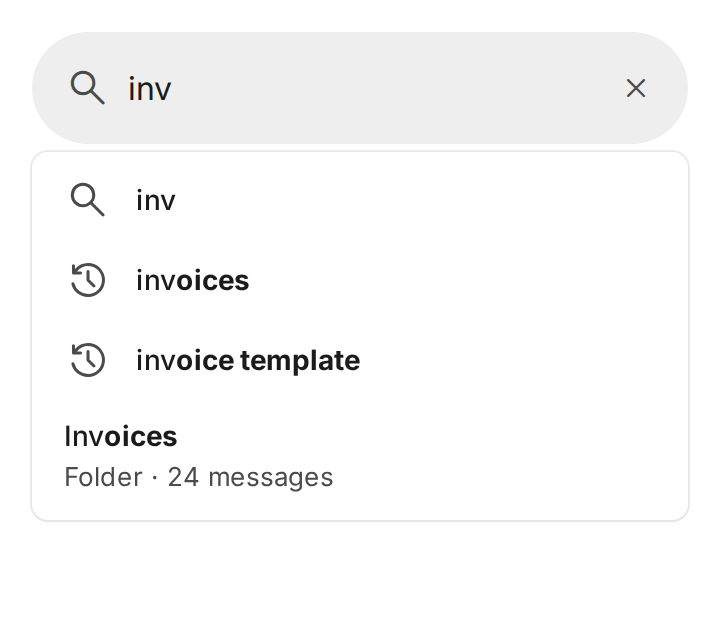 inv
inv
invoices
invoice template
Invoices
Folder · 24 messages